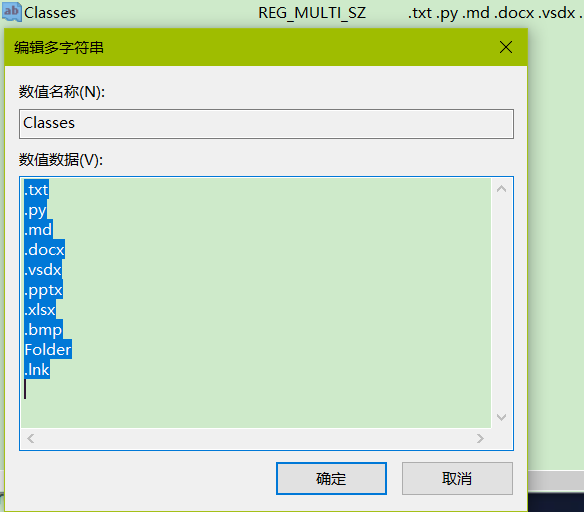 Classes REG_MULTI_SZ .txt .py .md .docx .vsdx .
编辑多字符串
数值名称(N):
Classes
数值数据(V):
.txt
.py
.md
.docx
.vsdx
.pptx
.xlsx
.bmp
Folder
.lnk
确定 取消